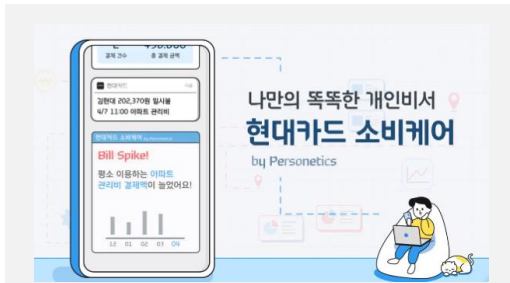 결제 건수
총 결제 금액
현대카드
김현대 202,370원 일시불
4/7 11:00 아파트 관리비
현대카드 소비케어 by Personetics
Bill Spike!
평소 이용하는 아파트
관리비 결제액이 늘었어요!
12 01 02 03 04
나만의 똑똑한 개인비서
현대카드 소비케어
by Personetics